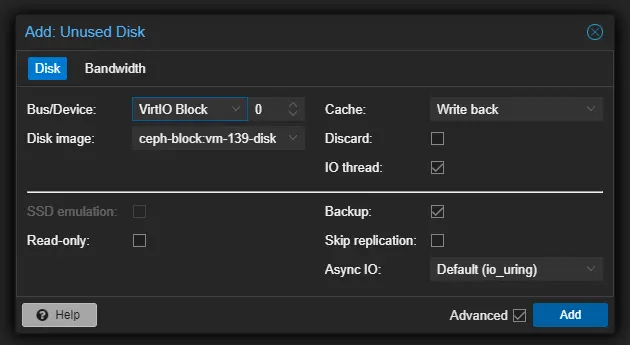 Add: Unused Disk
Disk Bandwidth
Bus/Device: VirtIO Block 0 Cache: Write back
Disk image: ceph-block:vm-139-disk Discard:
IO thread:
SSD emulation: Backup:
Read-only: Skip replication:
Async IO: Default (io_uring)
Help Advanced Add